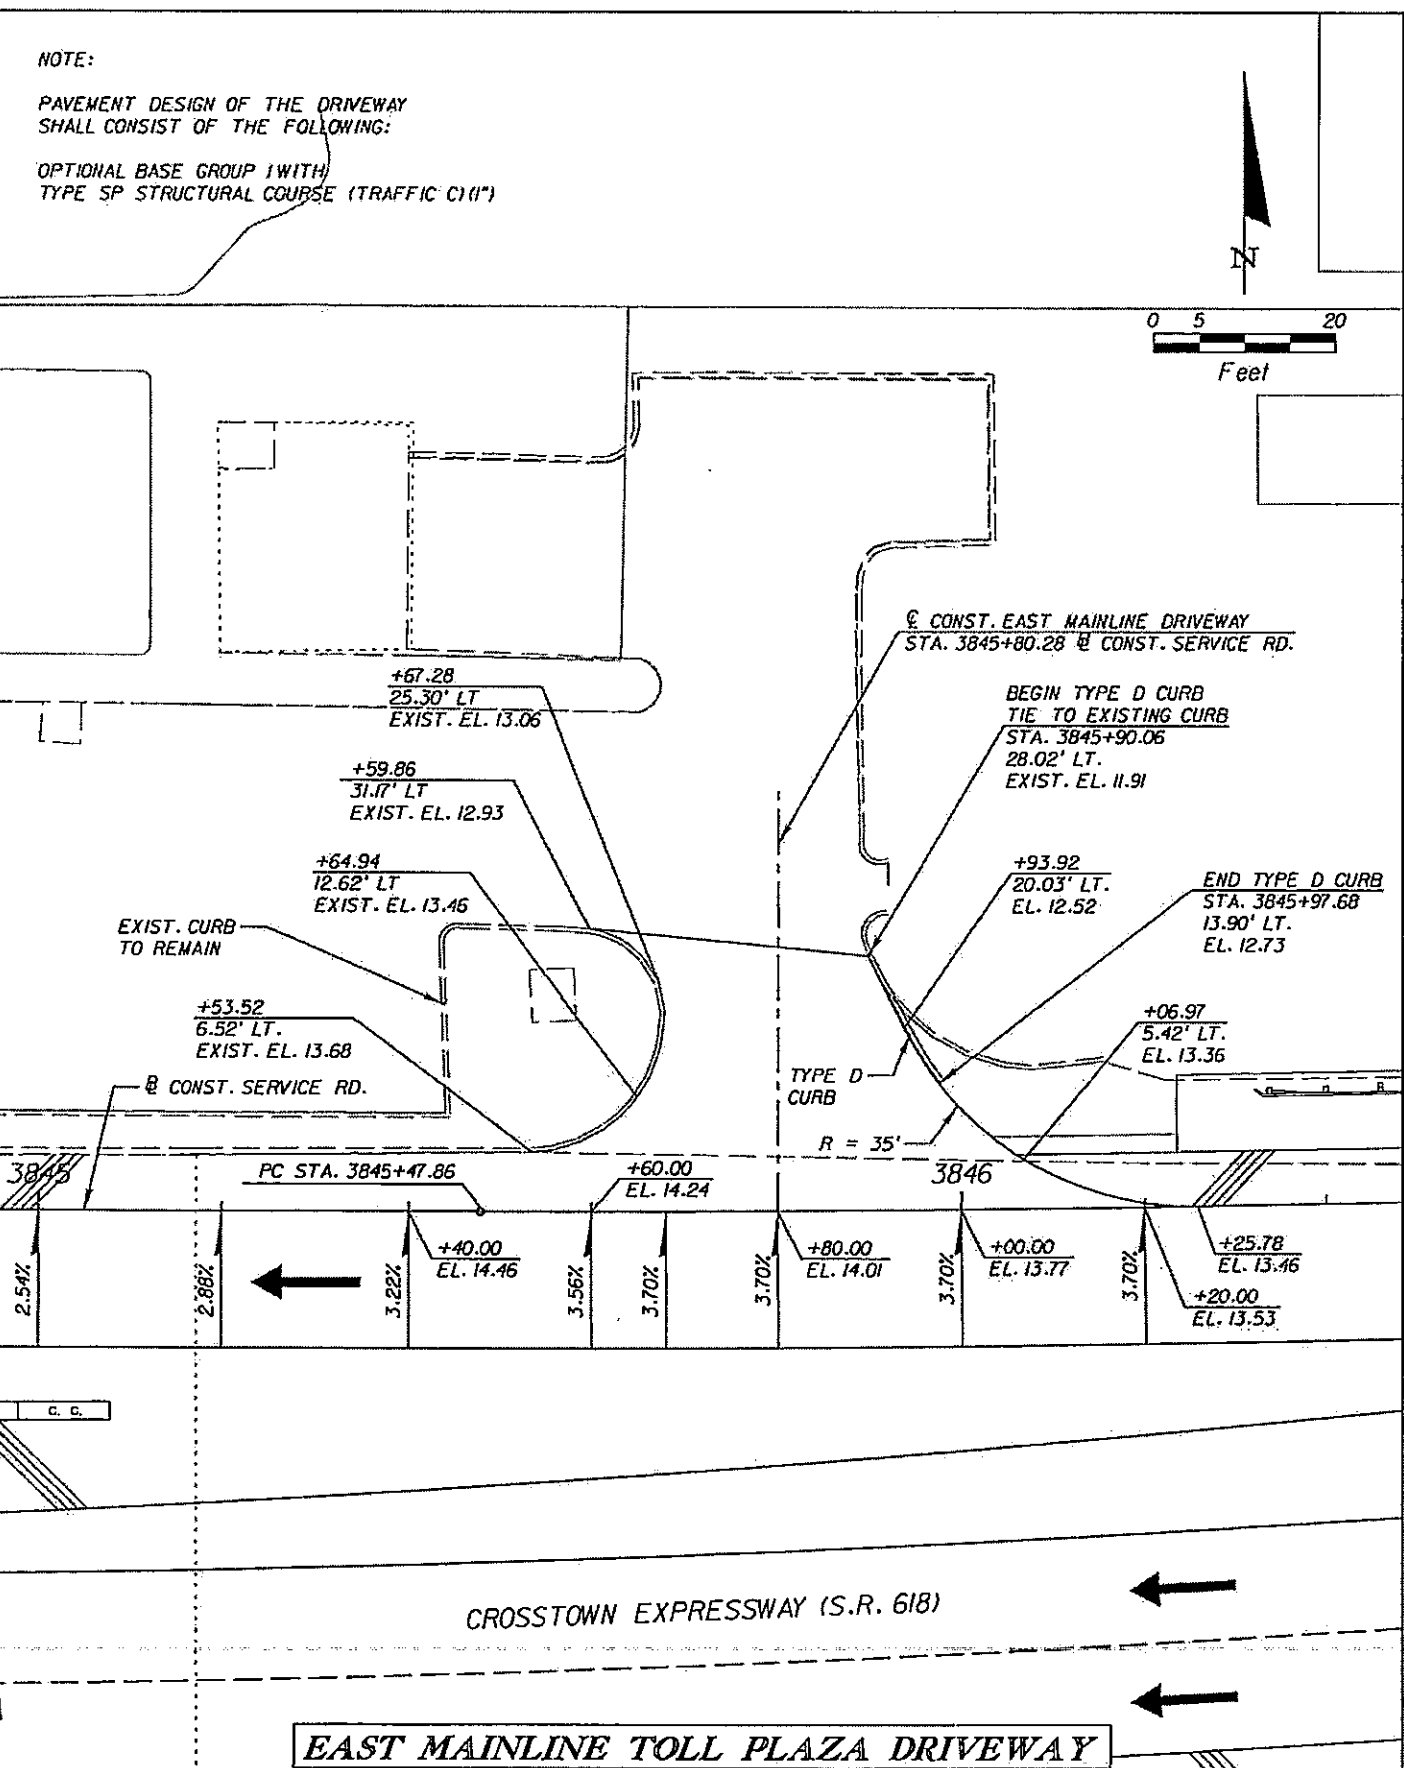 NOTE:
PAVEMENT DESIGN OF THE DRIVEWAY
SHALL CONSIST OF THE FOLLOWING:
OPTIONAL BASE GROUP 1 WITH
TYPE SP STRUCTURAL COURSE (TRAFFIC C) (1")
N
0 5 20
Feet
℄ CONST. EAST MAINLINE DRIVEWAY
STA. 3845+80.28 ℄ CONST. SERVICE RD.
+67.28
25.30' LT
EXIST. EL. 13.06
BEGIN TYPE D CURB
TIE TO EXISTING CURB
STA. 3845+90.06
28.02' LT.
EXIST. EL. 11.91
+59.86
31.17' LT
EXIST. EL. 12.93
+64.94
12.62' LT
EXIST. EL. 13.46
+93.92
20.03' LT.
EL. 12.52
END TYPE D CURB
STA. 3845+97.68
13.90' LT.
EL. 12.73
EXIST. CURB
TO REMAIN
+53.52
6.52' LT.
EXIST. EL. 13.68
+06.97
5.42' LT.
EL. 13.36
℄ CONST. SERVICE RD.
TYPE D
CURB
R = 35'
3845
PC STA. 3845+47.86
+60.00
EL. 14.24
3846
+40.00
EL. 14.46
+80.00
EL. 14.01
+00.00
EL. 13.77
+25.78
EL. 13.46
+20.00
EL. 13.53
2.54%
2.88%
3.22%
3.56%
3.70%
3.70%
3.70%
3.70%
C. C.
CROSSTOWN EXPRESSWAY (S.R. 618)
EAST MAINLINE TOLL PLAZA DRIVEWAY